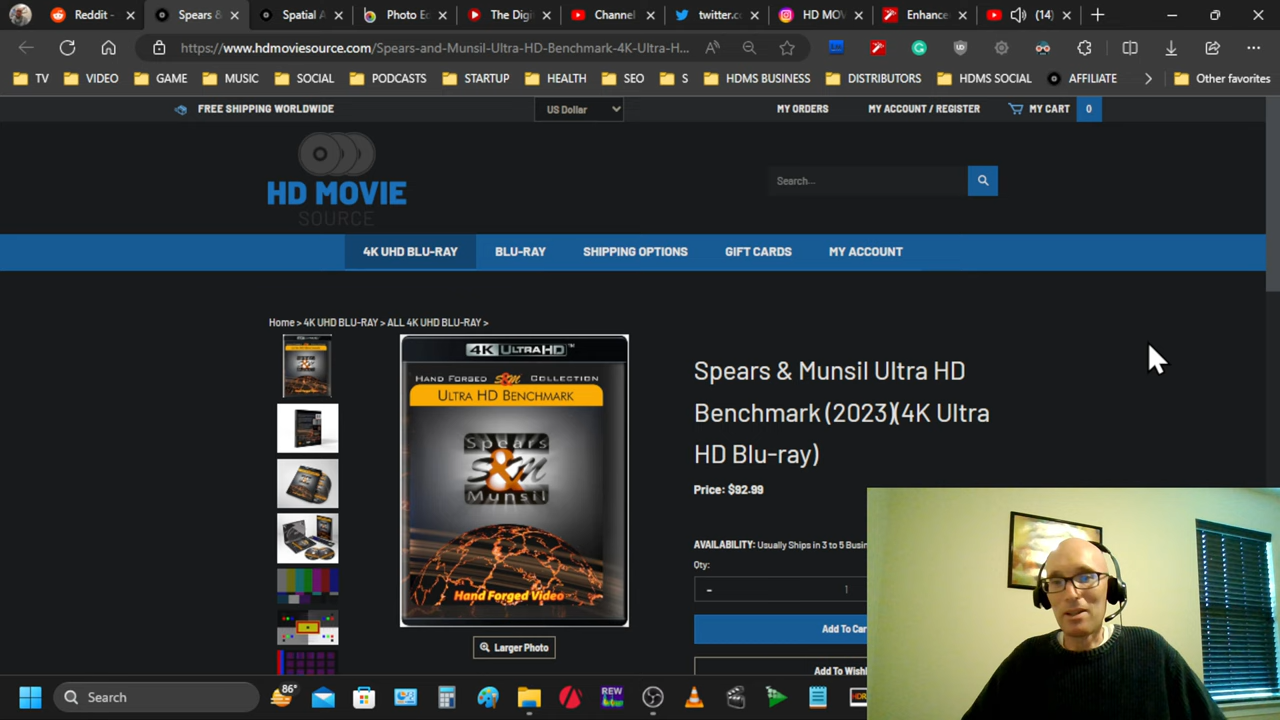 Reddit -
Spears &
Spatial A
Photo Ec
The Digi
Channel
twitter.cc
HD MOV
Enhance
(14)
https://www.hdmoviesource.com/Spears-and-Munsil-Ultra-HD-Benchmark-4K-Ultra-H...
TV
VIDEO
GAME
MUSIC
SOCIAL
PODCASTS
STARTUP
HEALTH
SEO
S
HDMS BUSINESS
DISTRIBUTORS
HDMS SOCIAL
AFFILIATE
Other favorites
FREE SHIPPING WORLDWIDE
US Dollar
MY ORDERS
MY ACCOUNT / REGISTER
MY CART
0
HD MOVIE
SOURCE
Search...
4K UHD BLU-RAY
BLU-RAY
SHIPPING OPTIONS
GIFT CARDS
MY ACCOUNT
Home > 4K UHD BLU-RAY > ALL 4K UHD BLU-RAY >
4K ULTRAHD™
HAND FORGED S&M COLLECTION
ULTRA HD BENCHMARK
Spears
S&M
Munsil
Hand Forged Video
Larger Photo
Spears & Munsil Ultra HD
Benchmark (2023)(4K Ultra
HD Blu-ray)
Price: $92.99
AVAILABILITY: Usually Ships in 3 to 5 Busin
Qty:
- 1
Add To Car
Add To Wish
Search
86°
REW
HDR